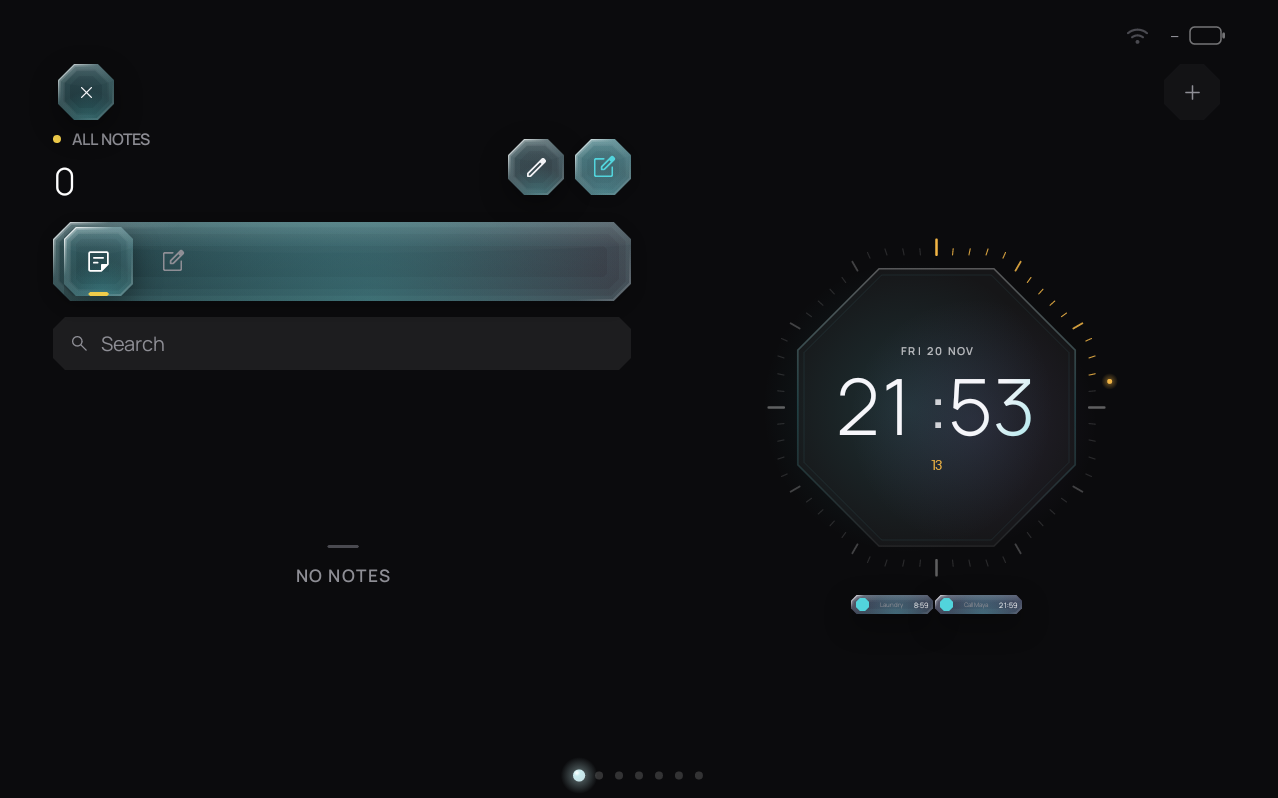 ALL NOTES
0
Search
NO NOTES
FRI 20 NOV
21:53
13
Laundry 8:59
Call Maya 21:59